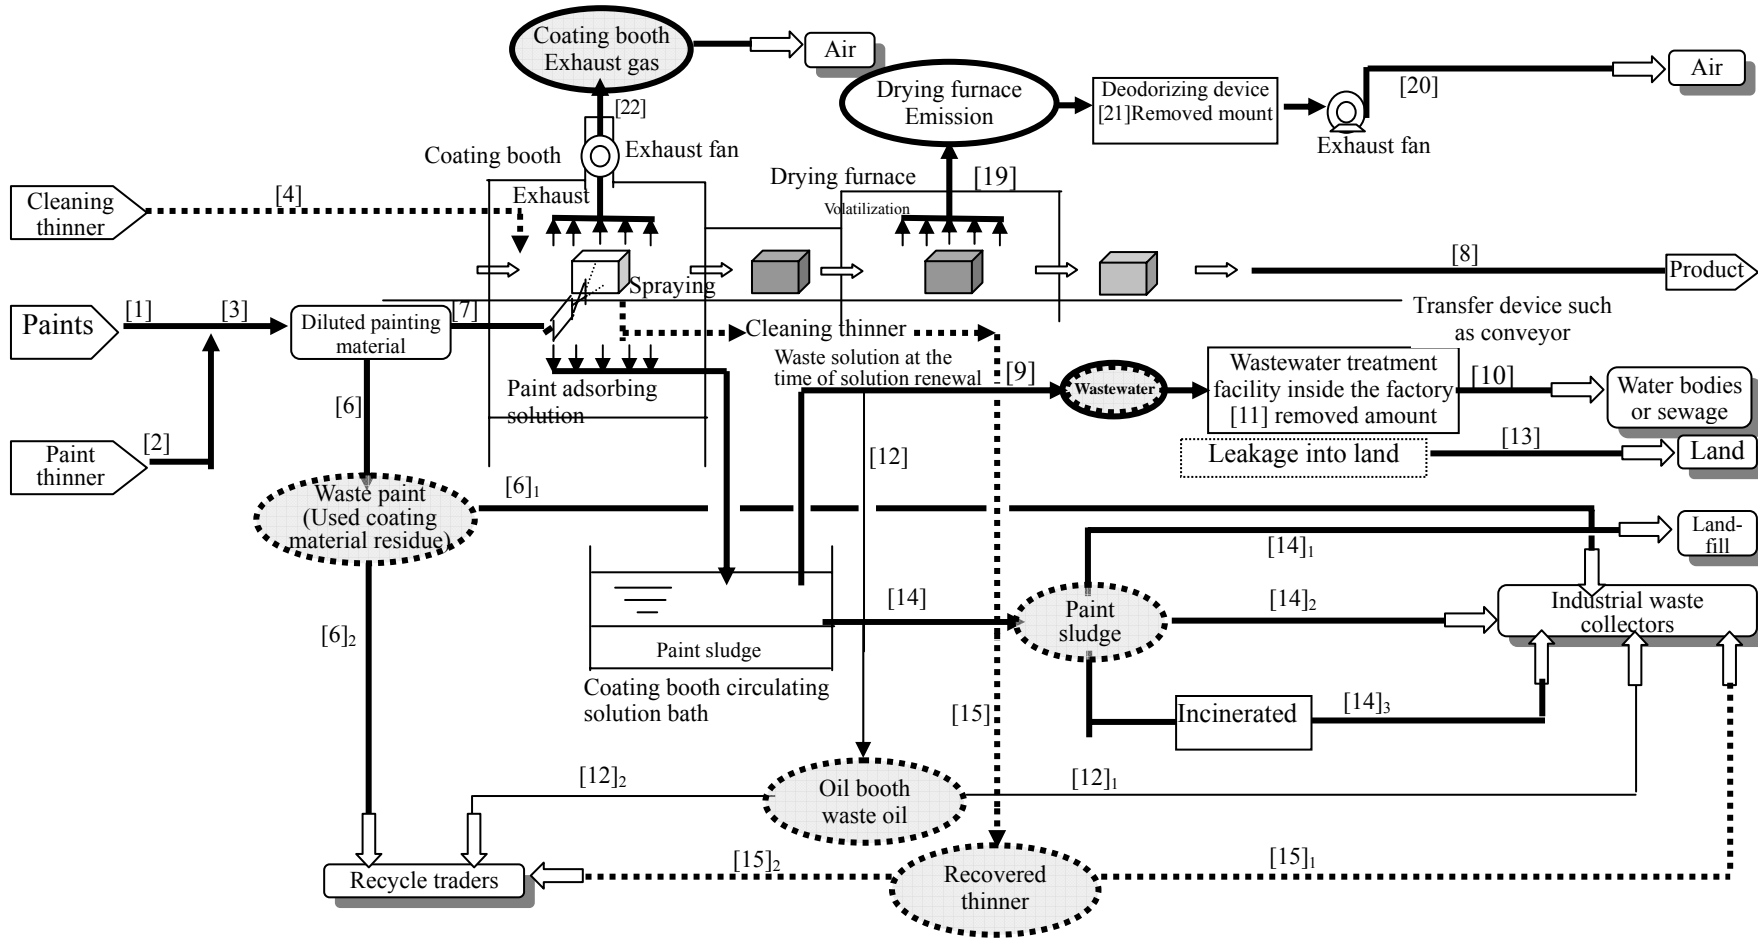 Coating booth
Exhaust gas
Air
[22]
Drying furnace
Emission
Deodorizing device
[21]Removed mount
[20]
Air
Exhaust fan
Coating booth
Exhaust fan
Cleaning
thinner
[4]
Exhaust
Drying furnace
[19]
Volatilization
Spraying
[8]
Product
Paints
[1]
[3]
Diluted painting
material
[7]
Cleaning thinner
Transfer device such
as conveyor
Waste solution at the
time of solution renewal
[9]
Wastewater
Wastewater treatment
facility inside the factory
[11] removed amount
[10]
Water bodies
or sewage
Paint adsorbing
solution
[6]
Paint
thinner
[2]
[12]
Leakage into land
[13]
Land
Waste paint
(Used coating
material residue)
[6]1
Land-
fill
[14]1
[14]
Paint
sludge
[14]2
Industrial waste
collectors
[6]2
Paint sludge
Coating booth circulating
solution bath
[15]
Incinerated
[14]3
[12]2
Oil booth
waste oil
[12]1
Recycle traders
[15]2
Recovered
thinner
[15]1